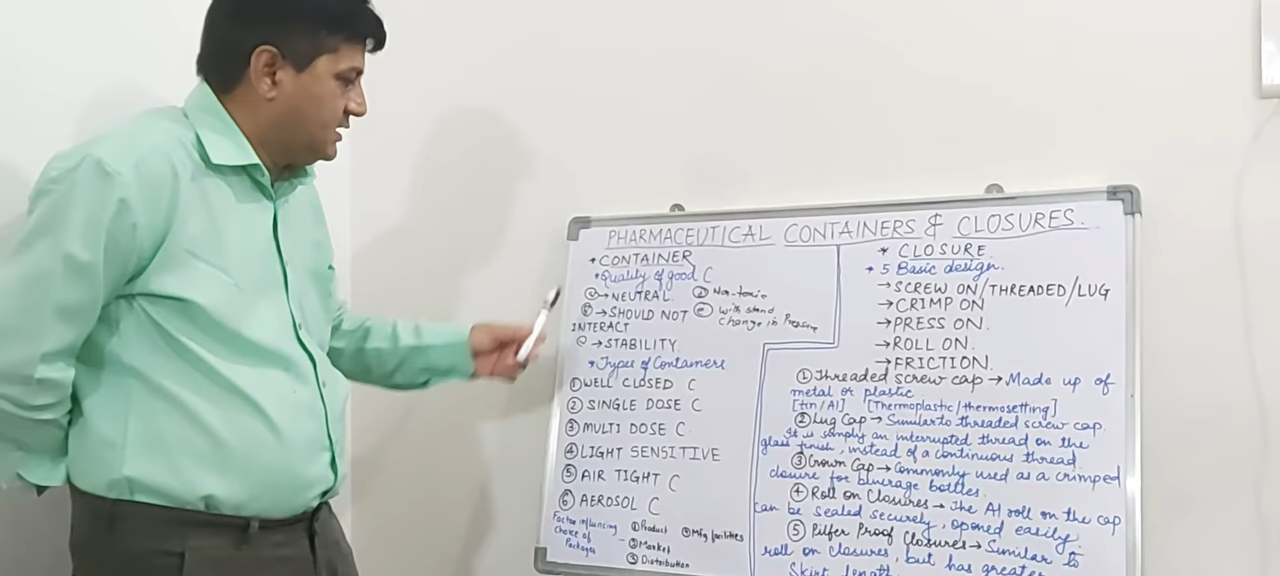 PHARMACEUTICAL CONTAINERS & CLOSURES.
* CONTAINER
* Quality of good C
ⓐ → NEUTRAL. ⓓ Non-toxic
ⓑ → SHOULD NOT INTERACT
ⓔ with stand
change in Pressure
ⓒ → STABILITY.
* Types of Containers
① WELL CLOSED C
② SINGLE DOSE C
③ MULTI DOSE C
④ LIGHT SENSITIVE
⑤ AIR TIGHT C
⑥ AEROSOL C
Factor influncing
choice of
Packages
① Product ④ Mfg facilities
② Market
③ Distribution
* CLOSURE.
* 5 Basic design.
→ SCREW ON/THREADED/LUG
→ CRIMP ON
→ PRESS ON.
→ ROLL ON.
→ FRICTION.
① Threaded screw cap → Made up of
metal or plastic
[tin/Al] [Thermoplastic/thermosetting]
② Lug Cap → Similar to threaded screw cap.
It is simply an interrupted thread on the
glass finish, instead of a continuous thread.
③ Crown Cap → Commonly used as a crimped
closure for beverage bottles.
④ Roll on Closures → The Al roll on the cap
can be sealed securely, opened easily
⑤ Pilfer Proof Closures → Similar to
roll on closures, but has greater
Skirt length.